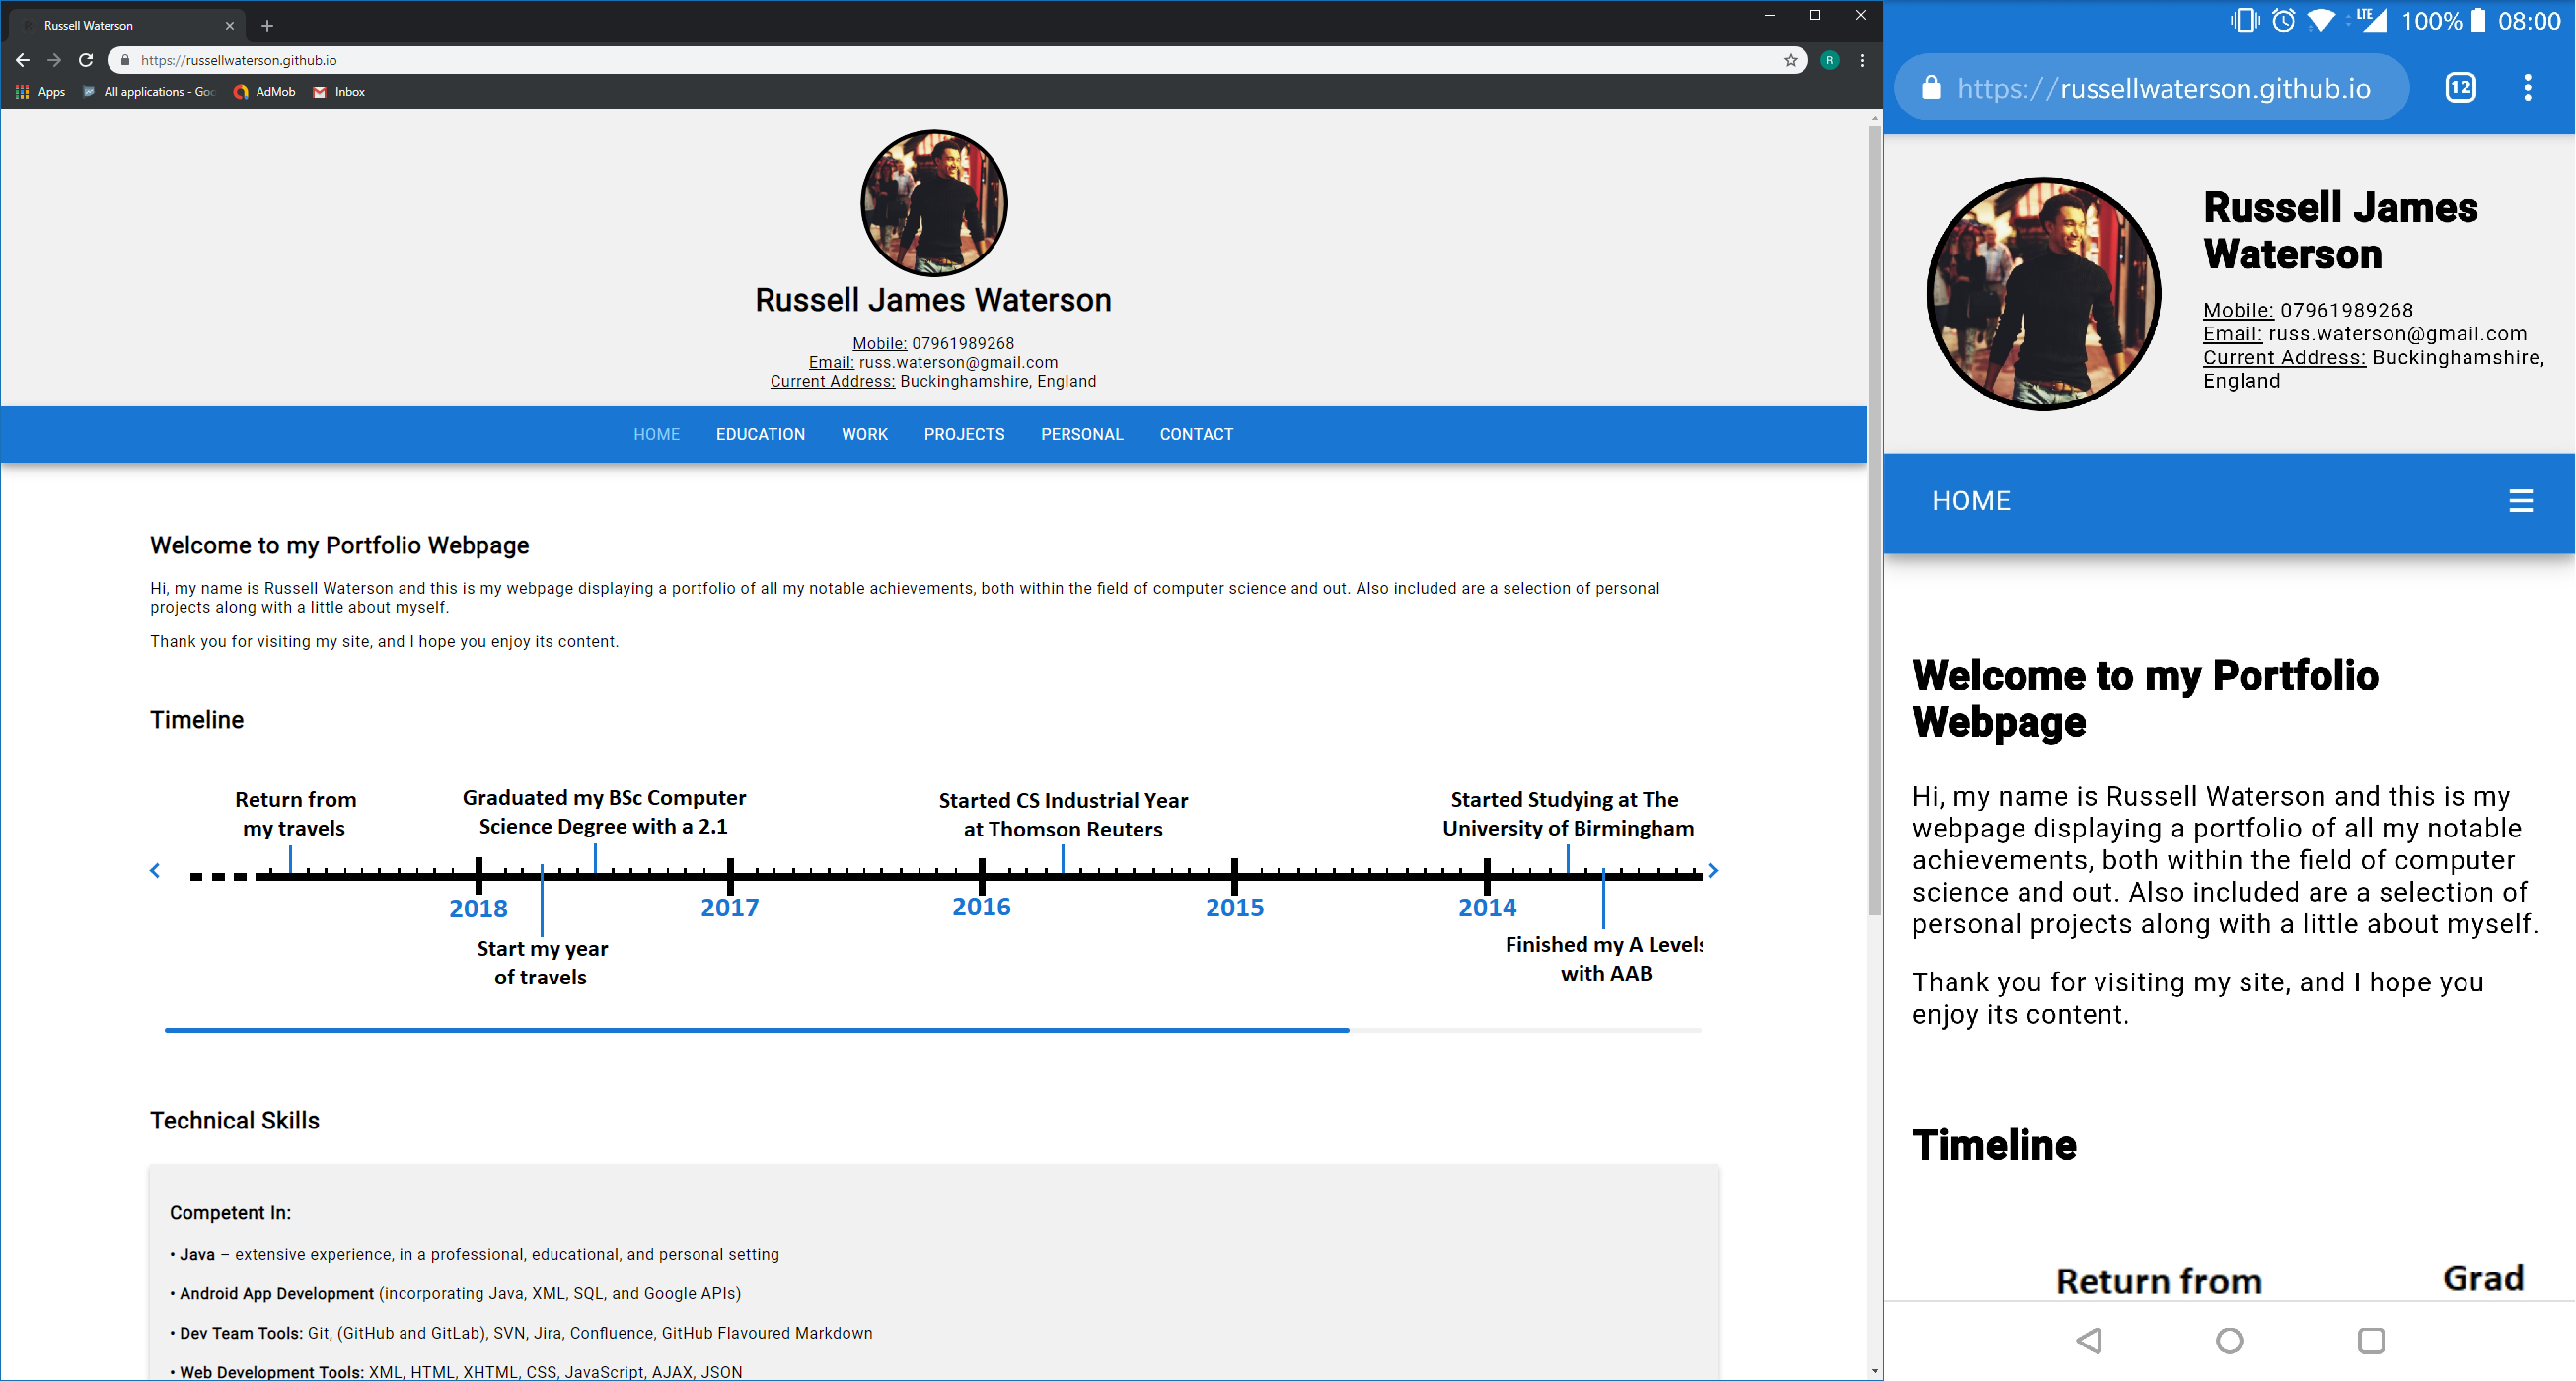 Russell Waterson
https://russellwaterson.github.io
R
Apps
All applications - Goo
AdMob
Inbox
Russell James Waterson
Mobile: 07961989268
Email: russ.waterson@gmail.com
Current Address: Buckinghamshire, England
HOME EDUCATION WORK PROJECTS PERSONAL CONTACT
Welcome to my Portfolio Webpage
Hi, my name is Russell Waterson and this is my webpage displaying a portfolio of all my notable achievements, both within the field of computer science and out. Also included are a selection of personal
projects along with a little about myself.
Thank you for visiting my site, and I hope you enjoy its content.
Timeline
Return from
my travels
Graduated my BSc Computer
Science Degree with a 2.1
Started CS Industrial Year
at Thomson Reuters
Started Studying at The
University of Birmingham
2018 2017 2016 2015 2014
Start my year
of travels
Finished my A Levels
with AAB
Technical Skills
Competent In:
• Java – extensive experience, in a professional, educational, and personal setting
• Android App Development (incorporating Java, XML, SQL, and Google APIs)
• Dev Team Tools: Git, (GitHub and GitLab), SVN, Jira, Confluence, GitHub Flavoured Markdown
• Web Development Tools: XML, HTML, XHTML, CSS, JavaScript, AJAX, JSON
LTE 100% 08:00
https://russellwaterson.github.io
12
Russell James
Waterson
Mobile: 07961989268
Email: russ.waterson@gmail.com
Current Address: Buckinghamshire,
England
HOME
Welcome to my Portfolio
Webpage
Hi, my name is Russell Waterson and this is my
webpage displaying a portfolio of all my notable
achievements, both within the field of computer
science and out. Also included are a selection of
personal projects along with a little about myself.
Thank you for visiting my site, and I hope you
enjoy its content.
Timeline
Return from
Grad